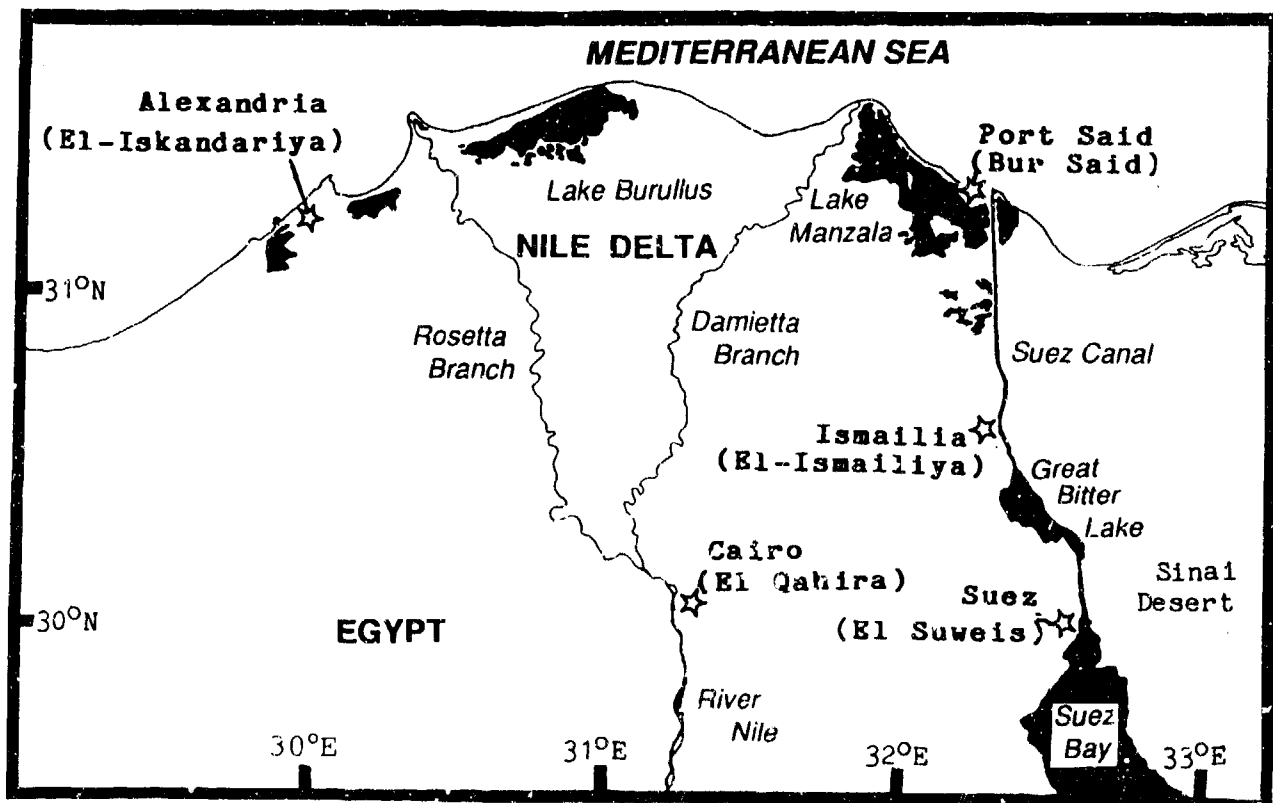 MEDITERRANEAN SEA
Alexandria
(El-Iskandariya)
Port Said
(Bur Said)
Lake Burullus
Lake
Manzala
NILE DELTA
31°N
Rosetta
Branch
Damietta
Branch
Suez Canal
Ismailia
(El-Ismailiya)
Great
Bitter
Lake
Cairo
(El Qahira)
Sinai
Desert
Suez
(El Suweis)
30°N
EGYPT
River
Nile
Suez
Bay
30°E
31°E
32°E
33°E